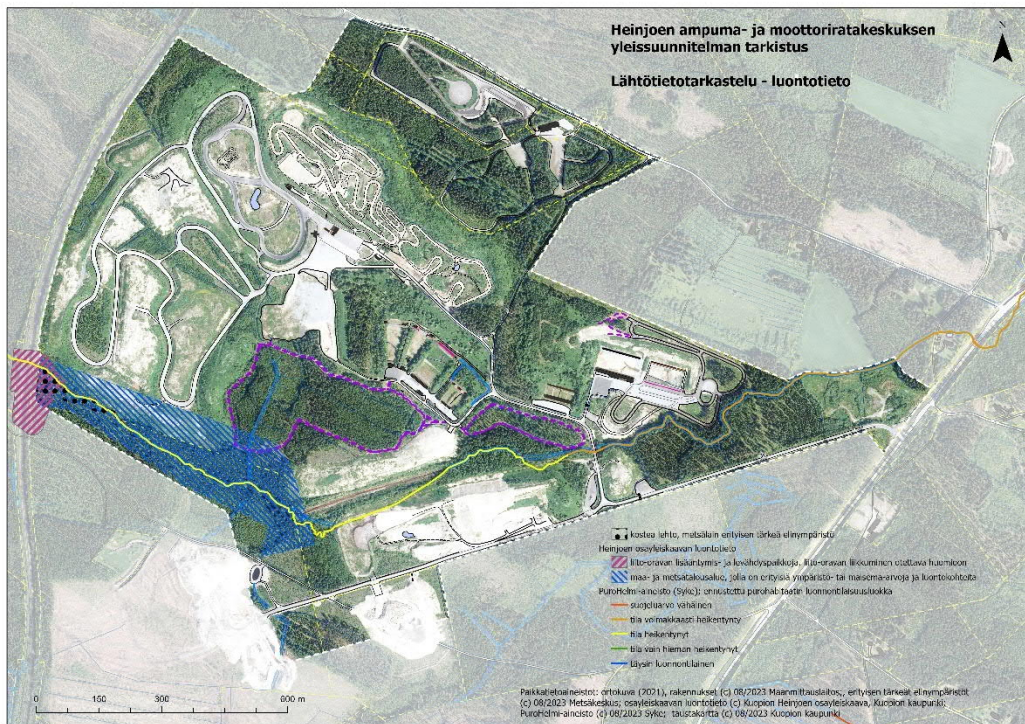 Heinjoen ampuma- ja moottoriratakeskuksen
yleissuunnitelman tarkistus
Lähtötietotarkastelu - luontotieto
N
kostea lehto, metsälain erityisen tärkeä elinympäristö
Heinjoen osayleiskaavan luontotieto
liito-oravan lisääntymis- ja levähdyspaikkoja, liito-oravan liikkuminen otettava huomioon
maa- ja metsätalousalue, jolla on erityisiä ympäristö- tai maisema-arvoja ja luontokohteita
PuroHelmi-aineisto (Syke); ennustettu purohabitaatin luonnontilaisuusluokka
suojeluarvo vähäinen
tila voimakkaasti heikentynyt
tila heikentynyt
tila vain hieman heikentynyt
täysin luonnontilainen
0 150 300 600 m
Paikkatietoaineistot: ortokuva (2021), rakennukset (c) 08/2023 Maanmittauslaitos, erityisen tärkeät elinympäristöt
(c) 08/2023 Metsäkeskus; osayleiskaavan luontotieto (c) Kuopion Heinjoen osayleiskaava, Kuopion kaupunki;
PuroHelmi-aineisto (c) 08/2023 Syke; taustakartta (c) 08/2023 Kuopion kaupunki